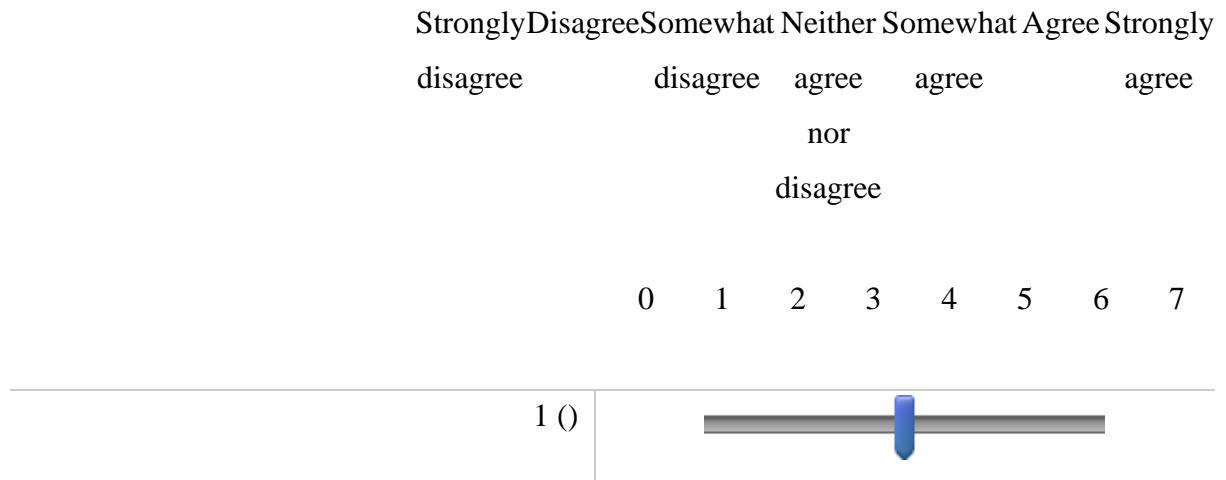 StronglyDisagreeSomewhat Neither Somewhat Agree Strongly
disagree disagree agree agree agree
nor
disagree
0 1 2 3 4 5 6 7
1 ()